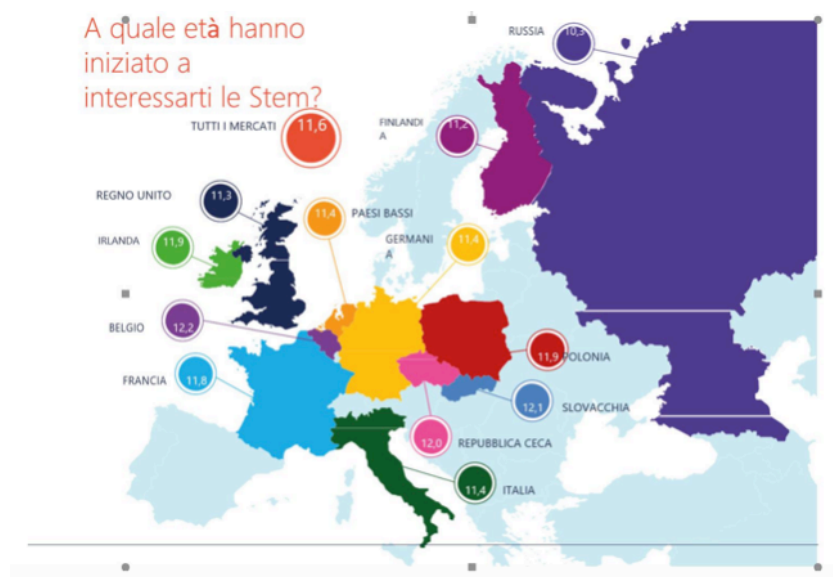 A quale età hanno
iniziato a
interessarti le Stem?
TUTTI I MERCATI
11,6
RUSSIA
10,3
FINLANDI
A
11,2
REGNO UNITO
11,3
11,4
PAESI BASSI
IRLANDA
11,9
GERMANI
A
11,4
BELGIO
12,2
11,9
POLONIA
FRANCIA
11,8
12,1
SLOVACCHIA
12,0
REPUBBLICA CECA
11,4
ITALIA